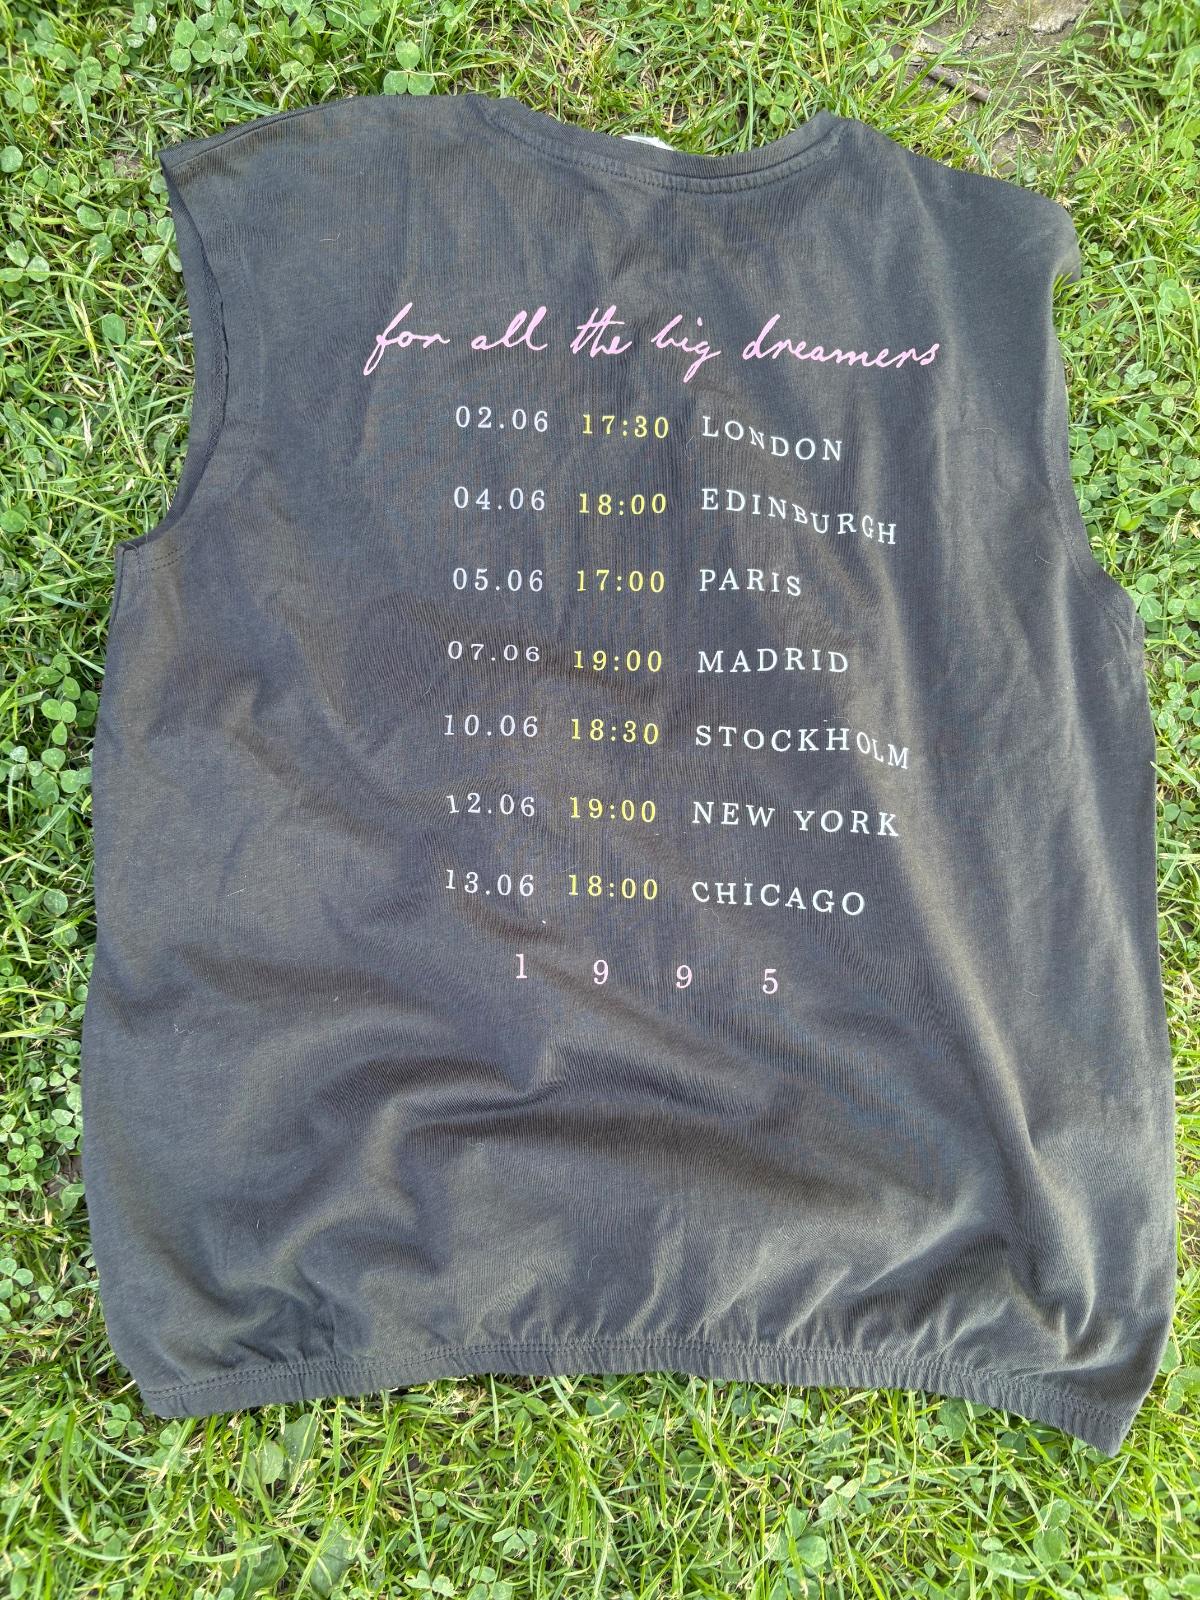 for all the big dreamers
02.06 17:30 LONDON
04.06 18:00 EDINBURGH
05.06 17:00 PARIS
07.06 19:00 MADRID
10.06 18:30 STOCKHOLM
12.06 19:00 NEW YORK
13.06 18:00 CHICAGO
1 9 9 5